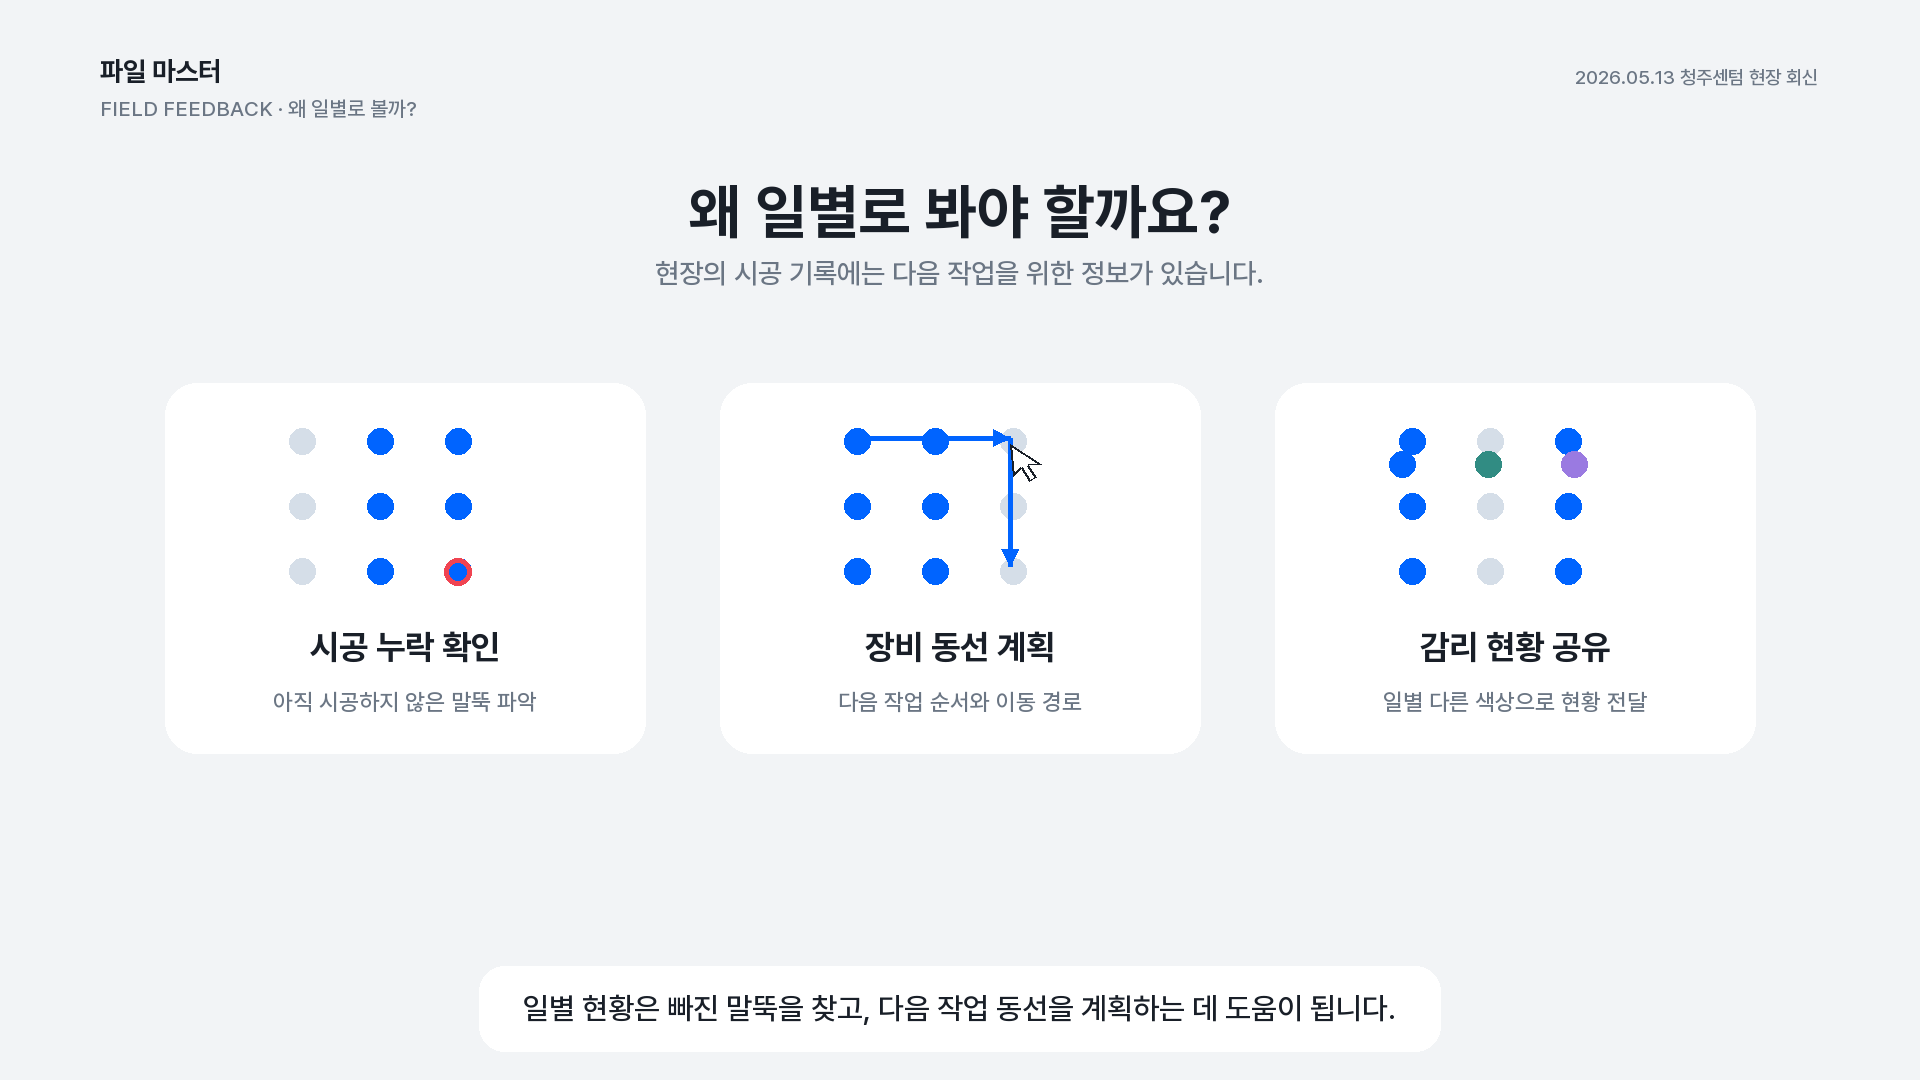 파일 마스터
FIELD FEEDBACK · 왜 일별로 볼까?
2026.05.13 청주센텀 현장 회신
왜 일별로 봐야 할까요?
현장의 시공 기록에는 다음 작업을 위한 정보가 있습니다.
시공 누락 확인
아직 시공하지 않은 말뚝 파악
장비 동선 계획
다음 작업 순서와 이동 경로
감리 현황 공유
일별 다른 색상으로 현황 전달
일별 현황은 빠진 말뚝을 찾고, 다음 작업 동선을 계획하는 데 도움이 됩니다.